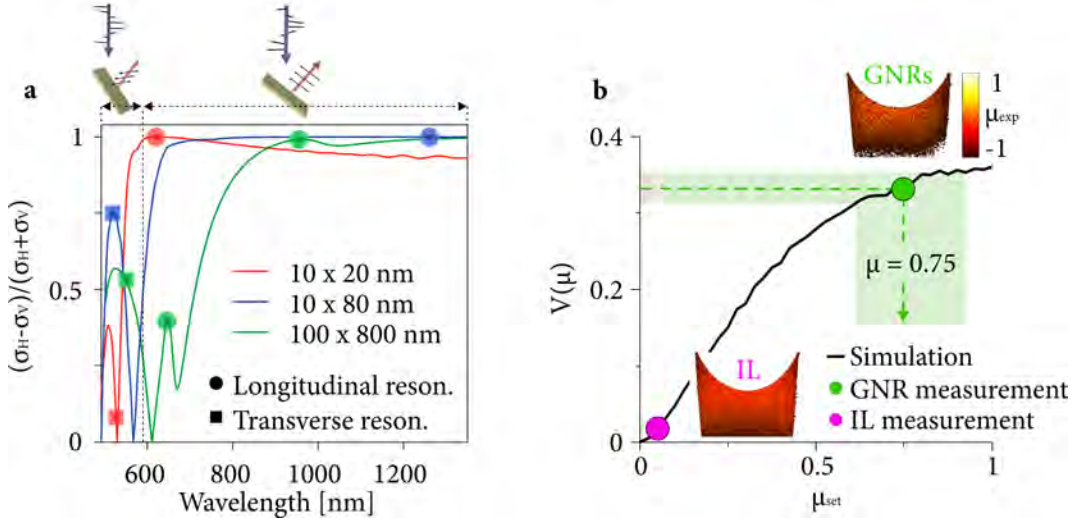 a
(σH-σV)/(σH+σV)
1
0.5
0
10 x 20 nm
10 x 80 nm
100 x 800 nm
Longitudinal reson.
Transverse reson.
600
800
1000
1200
Wavelength [nm]
b
GNRs
1
μexp
-1
V(μ)
0.4
0.2
0
μ = 0.75
IL
Simulation
GNR measurement
IL measurement
0
0.5
1
μset